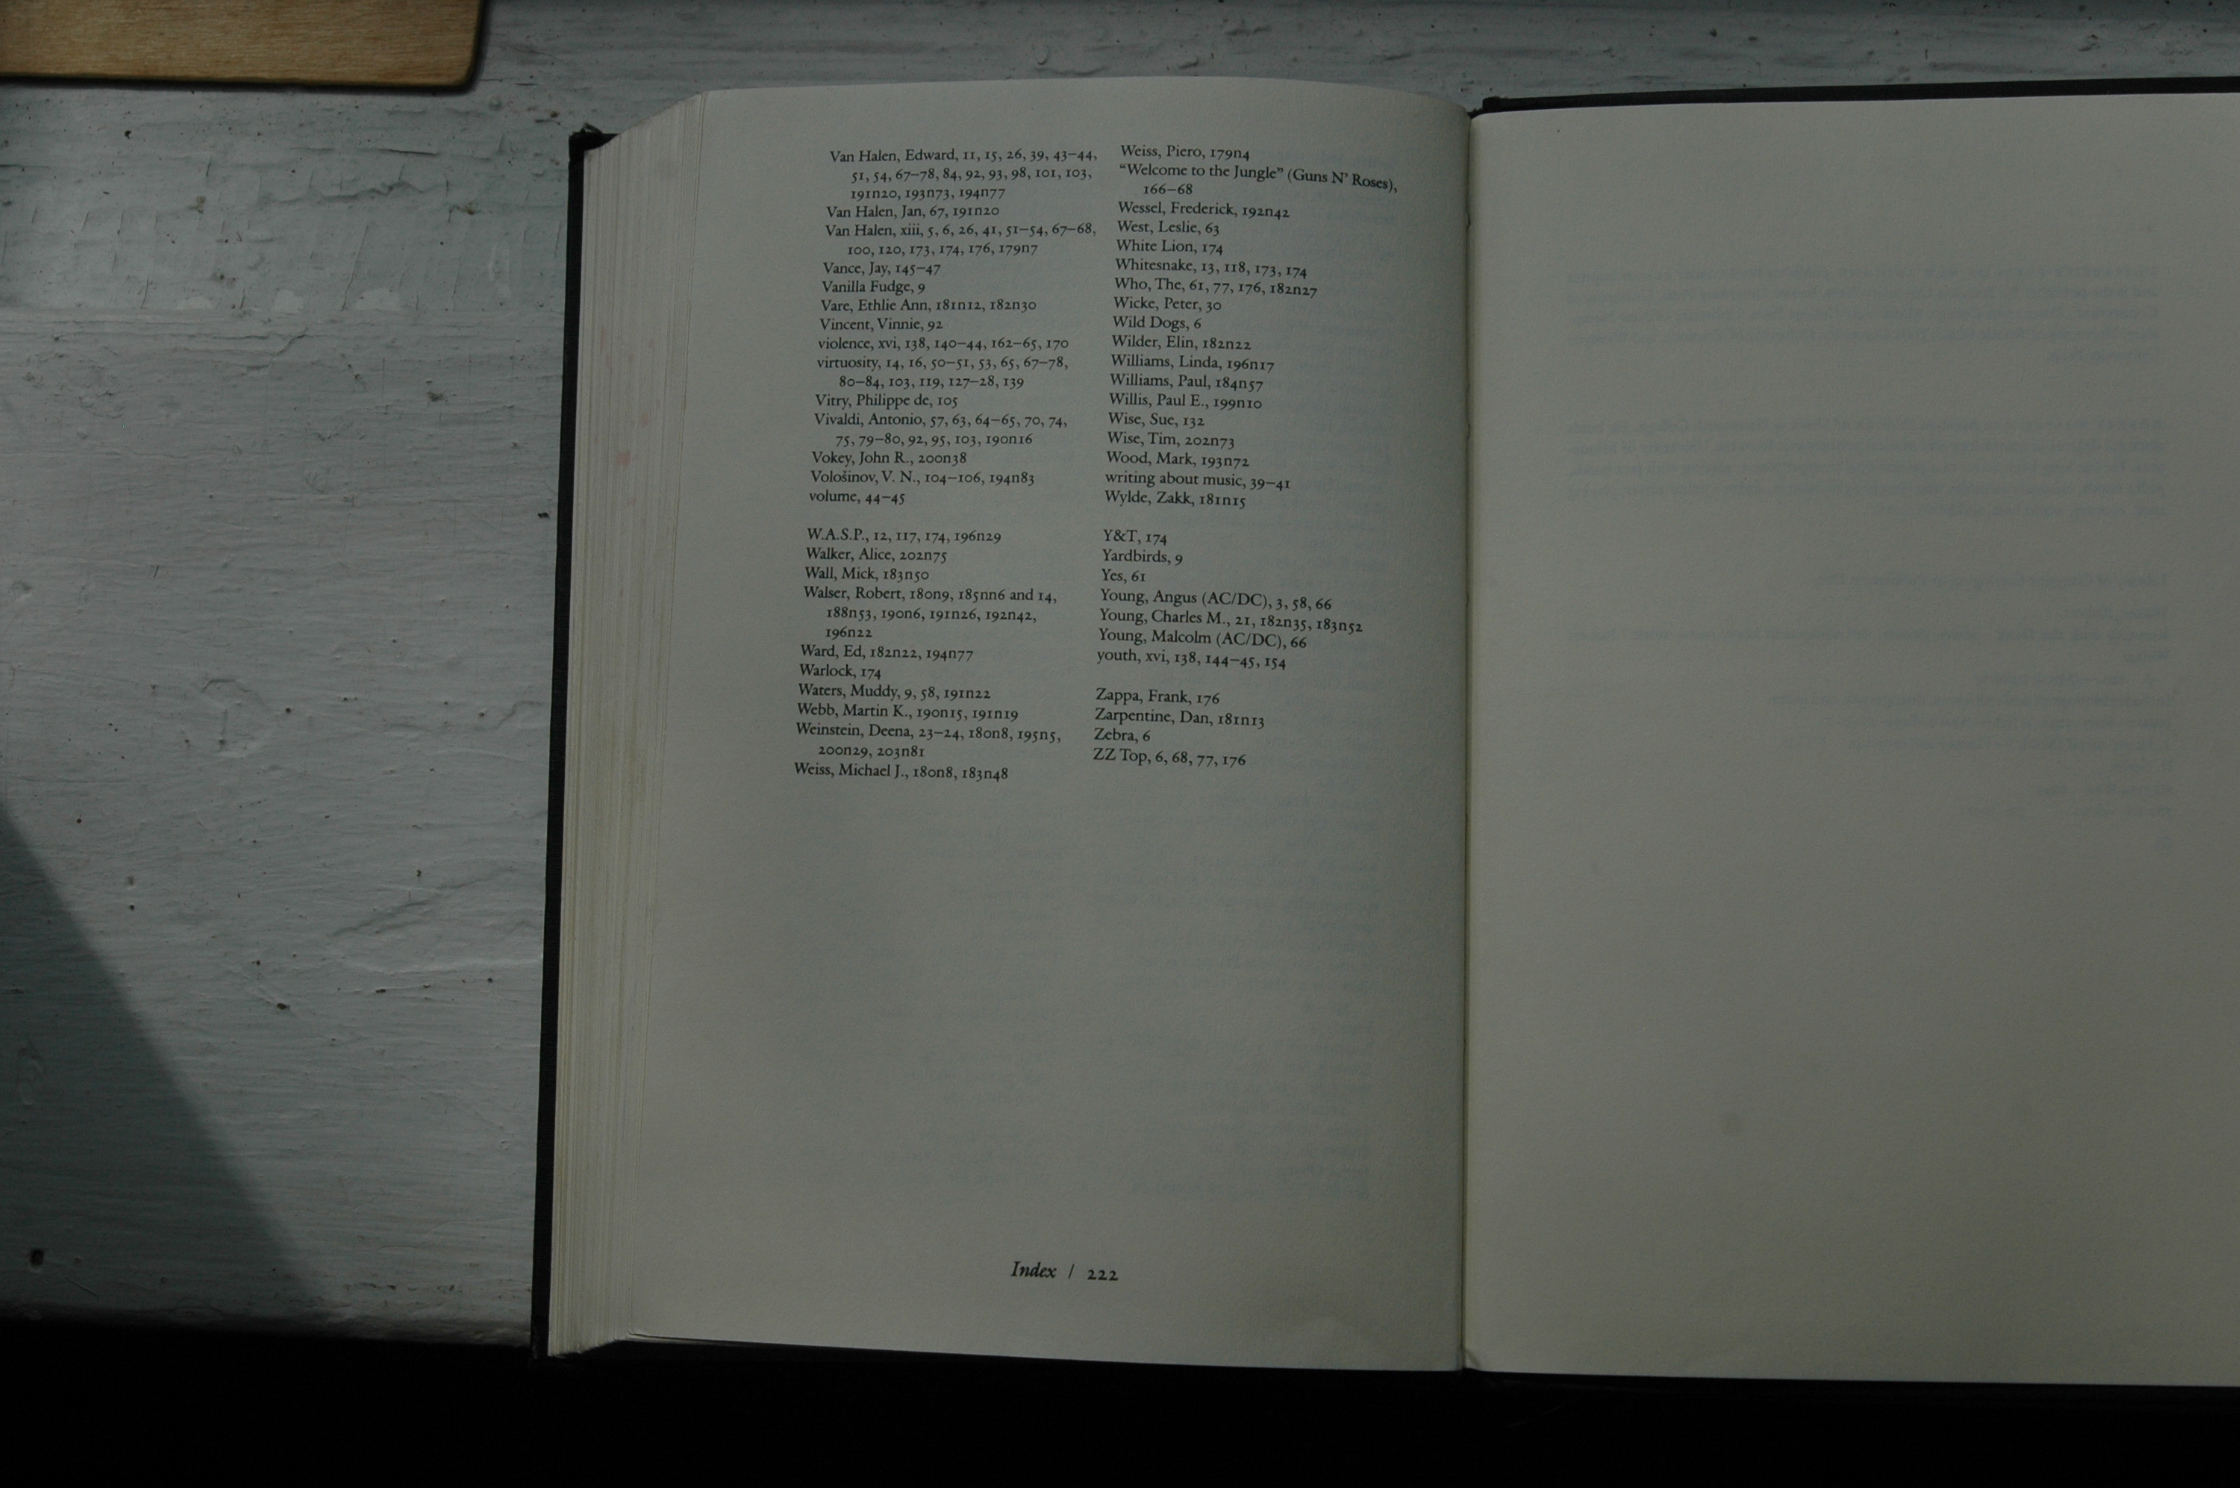 Van Halen, Edward, 11, 15, 26, 39, 43–44,
51, 54, 67–78, 84, 92, 93, 98, 101, 103,
191n20, 193n73, 194n77
Van Halen, Jan, 67, 191n20
Van Halen, xiii, 5, 6, 26, 41, 51–54, 67–68,
100, 120, 173, 174, 176, 179n7
Vance, Jay, 145–47
Vanilla Fudge, 9
Vare, Ethlie Ann, 181n12, 182n30
Vincent, Vinnie, 92
violence, xvi, 138, 140–44, 162–65, 170
virtuosity, 14, 16, 50–51, 53, 65, 67–78,
80–84, 103, 119, 127–28, 139
Vitry, Philippe de, 105
Vivaldi, Antonio, 57, 63, 64–65, 70, 74,
75, 79–80, 92, 95, 103, 190n16
Vokey, John R., 200n38
Vološinov, V. N., 104–106, 194n83
volume, 44–45
W.A.S.P., 12, 117, 174, 196n29
Walker, Alice, 202n75
Wall, Mick, 183n50
Walser, Robert, 180n9, 185nn6 and 14,
188n53, 190n6, 191n26, 192n42,
196n22
Ward, Ed, 182n22, 194n77
Warlock, 174
Waters, Muddy, 9, 58, 191n22
Webb, Martin K., 190n15, 191n19
Weinstein, Deena, 23–24, 180n8, 195n5,
200n29, 203n81
Weiss, Michael J., 180n8, 183n48
Weiss, Piero, 179n4
“Welcome to the Jungle” (Guns N’ Roses),
166–68
Wessel, Frederick, 192n42
West, Leslie, 63
White Lion, 174
Whitesnake, 13, 118, 173, 174
Who, The, 61, 77, 176, 182n27
Wicke, Peter, 30
Wild Dogs, 6
Wilder, Elin, 182n22
Williams, Linda, 196n17
Williams, Paul, 184n57
Willis, Paul E., 199n10
Wise, Sue, 132
Wise, Tim, 202n73
Wood, Mark, 193n72
writing about music, 39–41
Wylde, Zakk, 181n15
Y&T, 174
Yardbirds, 9
Yes, 61
Young, Angus (AC/DC), 3, 58, 66
Young, Charles M., 21, 182n35, 183n52
Young, Malcolm (AC/DC), 66
youth, xvi, 138, 144–45, 154
Zappa, Frank, 176
Zarpentine, Dan, 181n13
Zebra, 6
ZZ Top, 6, 68, 77, 176
Index / 222